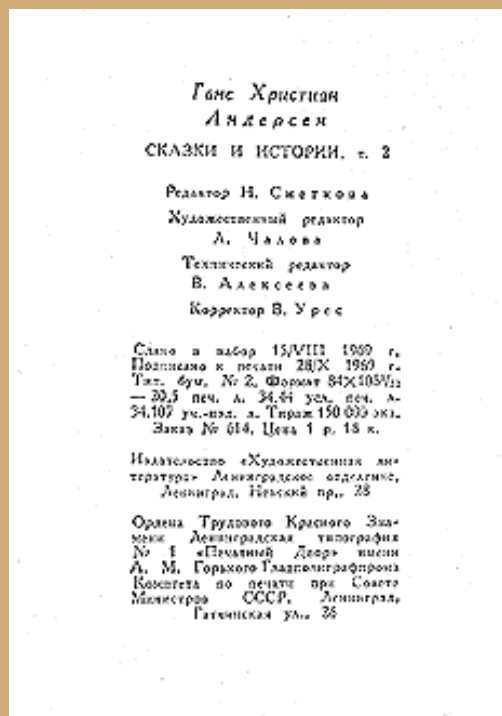 Ганс Христиан
Андерсен
СКАЗКИ И ИСТОРИИ, т. 2
Редактор Н. Сметкова
Художественный редактор
А. Чалова
Технический редактор
В. Алексеева
Корректор В. Урес
Сдано в набор 15/VIII 1969 г.
Подписано к печати 28/X 1969 г.
Тип. бум. № 2. Формат 84×108¹/₃₂
— 20,5 печ. л. 34,44 усл. печ. л.
34,107 уч.-изд. л. Тираж 150 000 экз.
Заказ № 614. Цена 1 р. 18 к.
Издательство «Художественная ли-
тература» Ленинградское отделение,
Ленинград, Невский пр., 28
Ордена Трудового Красного Зна-
мени Ленинградская типография
№ 1 «Печатный Двор» имени
А. М. Горького Главполиграфпрома
Комитета по печати при Совете
Министров СССР, Ленинград,
Гатчинская ул., 26